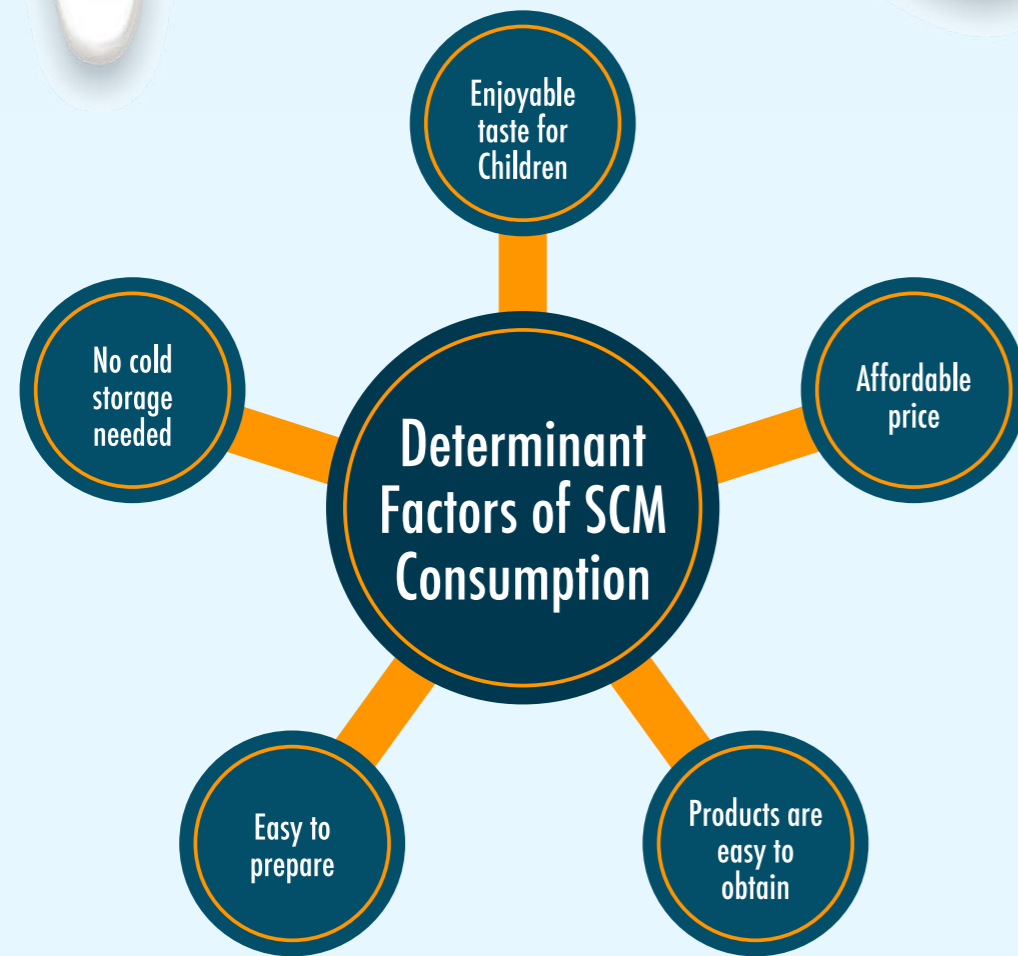 Enjoyable
taste for
Children
No cold
storage
needed
Affordable
price
Determinant
Factors of SCM
Consumption
Easy to
prepare
Products are
easy to
obtain